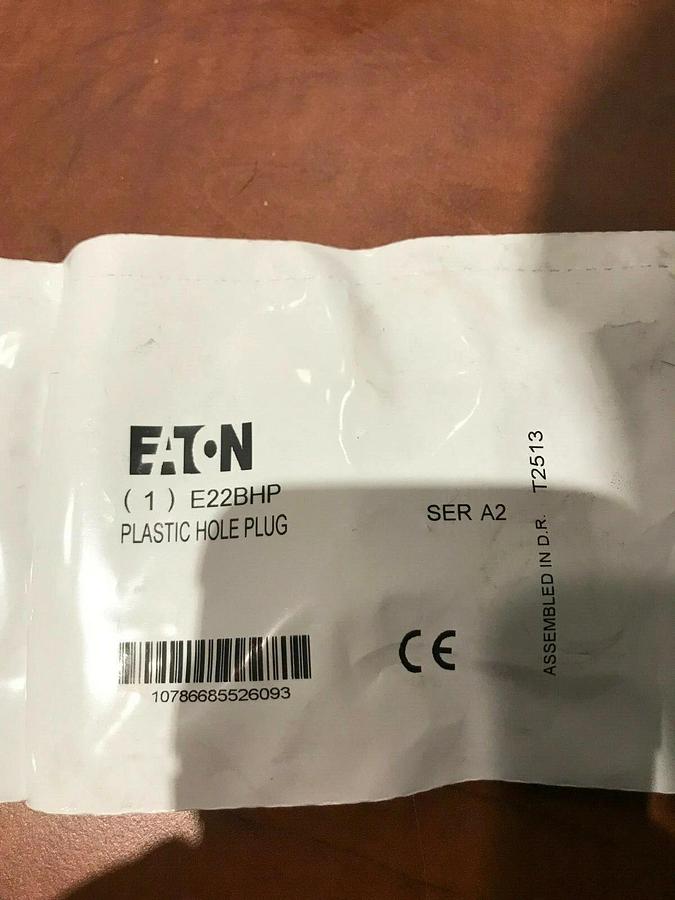 EATON
( 1 ) E22BHP
PLASTIC HOLE PLUG
SER A2
ASSEMBLED IN D.R. T2513
CE
10786685526093